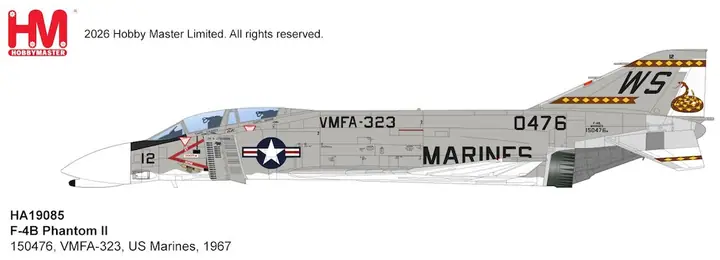 HM
HOBBYMASTER
2026 Hobby Master Limited. All rights reserved.
12
WS
VMFA-323
0476
MARINES
150476
12
HA19085
F-4B Phantom II
150476, VMFA-323, US Marines, 1967